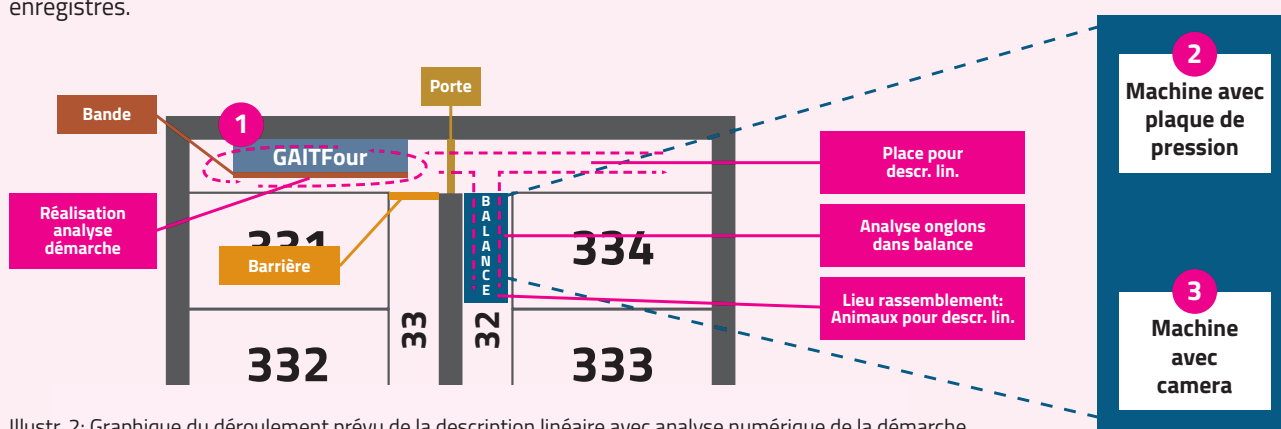 enregistrés.
Porte
Bande
1
GAITFour
Réalisation
analyse
démarche
331
Barrière
332
33
32
BALANCE
334
333
Place pour
descr. lin.
Analyse onglons
dans balance
Lieu rassemblement:
Animaux pour descr. lin.
2
Machine avec
plaque de
pression
3
Machine
avec
camera
Illustr. 2: Graphique du déroulement prévu de la description linéaire avec analyse numérique de la démarche